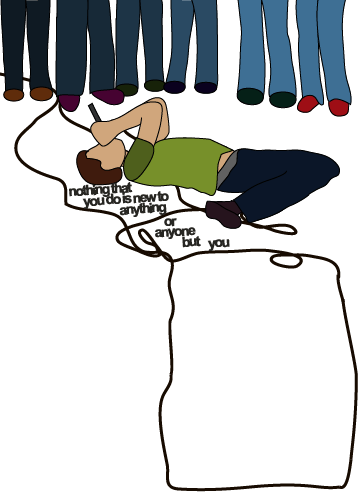 nothing that
you do is new to
anything
or
anyone
but you